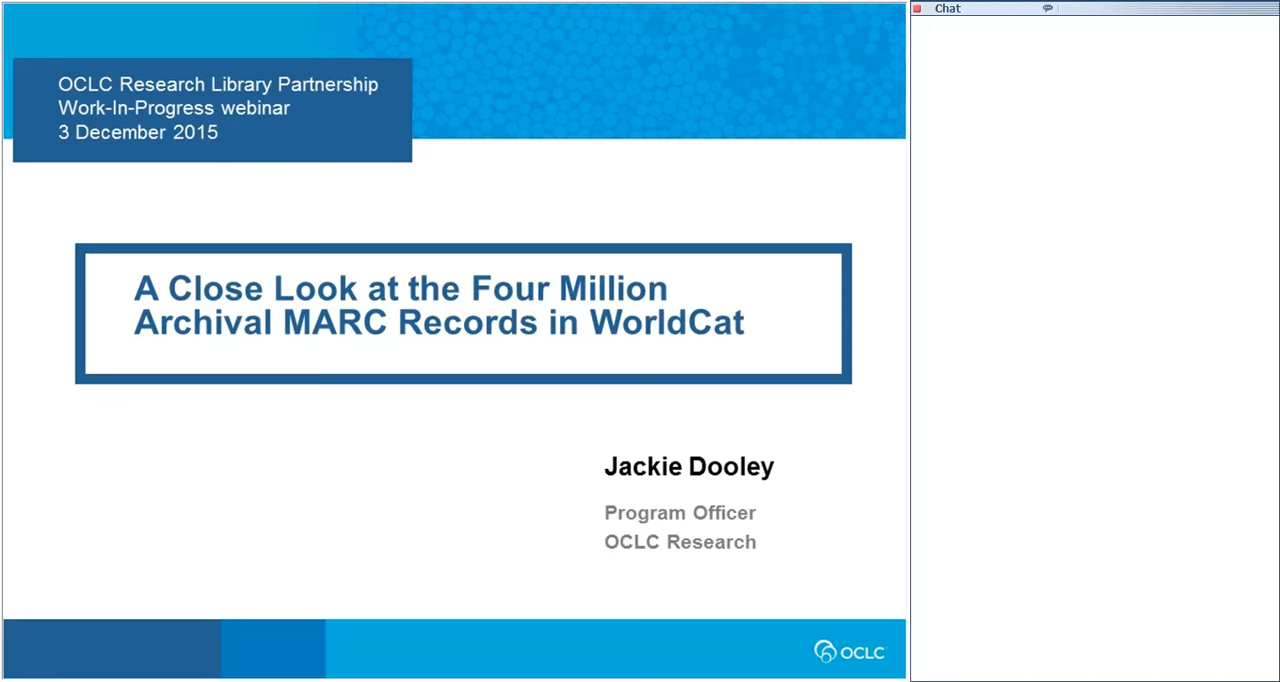 Chat
OCLC Research Library Partnership
Work-In-Progress webinar
3 December 2015
A Close Look at the Four Million
Archival MARC Records in WorldCat
Jackie Dooley
Program Officer
OCLC Research
OCLC